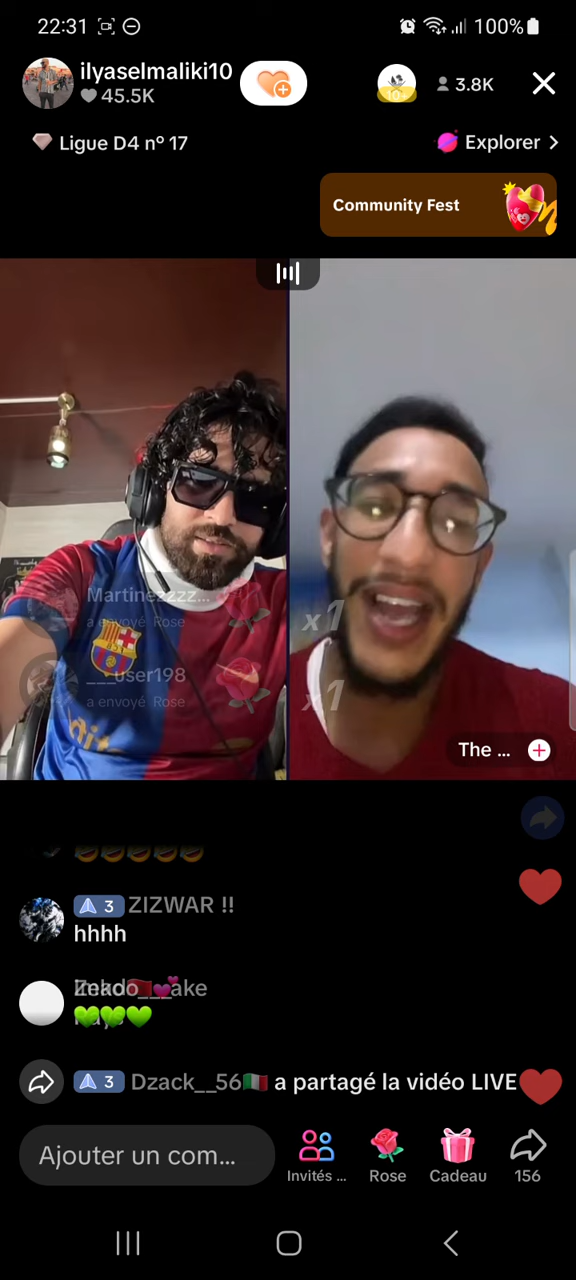 22:31
100%
ilyaselmaliki10
45.5K
3.8K
Ligue D4 nº 17
Explorer
Community Fest
Martinezzzz...
a envoyé Rose
x1
___user198
a envoyé Rose
x1
The ...
3 ZIZWAR !!
hhhh
3 Dzack__56 a partagé la vidéo LIVE
Ajouter un com...
Invités ...
Rose
Cadeau
156